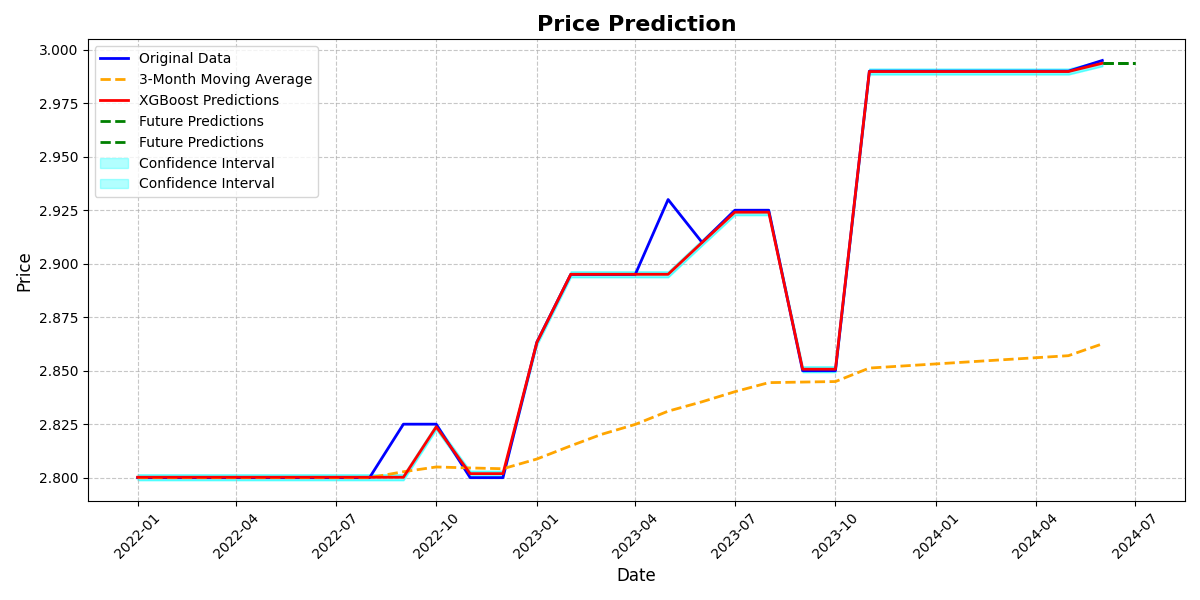 Price Prediction
Original Data
3-Month Moving Average
XGBoost Predictions
Future Predictions
Future Predictions
Confidence Interval
Confidence Interval
Price
3.000
2.975
2.950
2.925
2.900
2.875
2.850
2.825
2.800
2022-01
2022-04
2022-07
2022-10
2023-01
2023-04
2023-07
2023-10
2024-01
2024-04
2024-07
Date